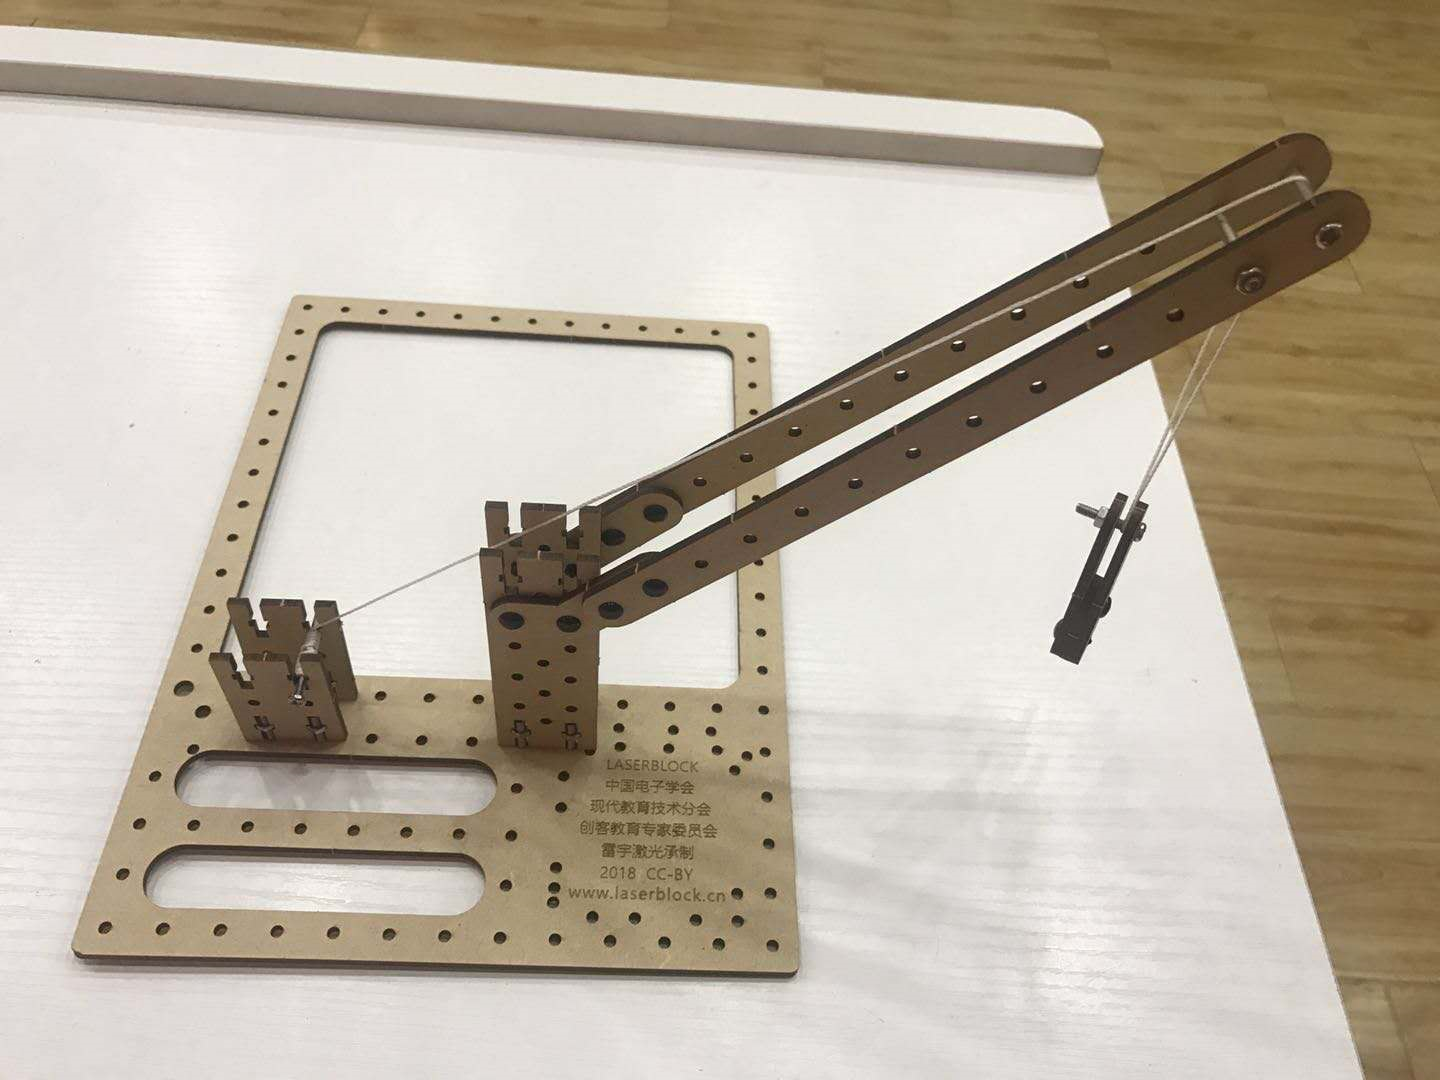 LASERBLOCK
中国电子学会
现代教育技术分会
创客教育专家委员会
雷宇激光承制
2018 CC-BY
www.laserblock.cn